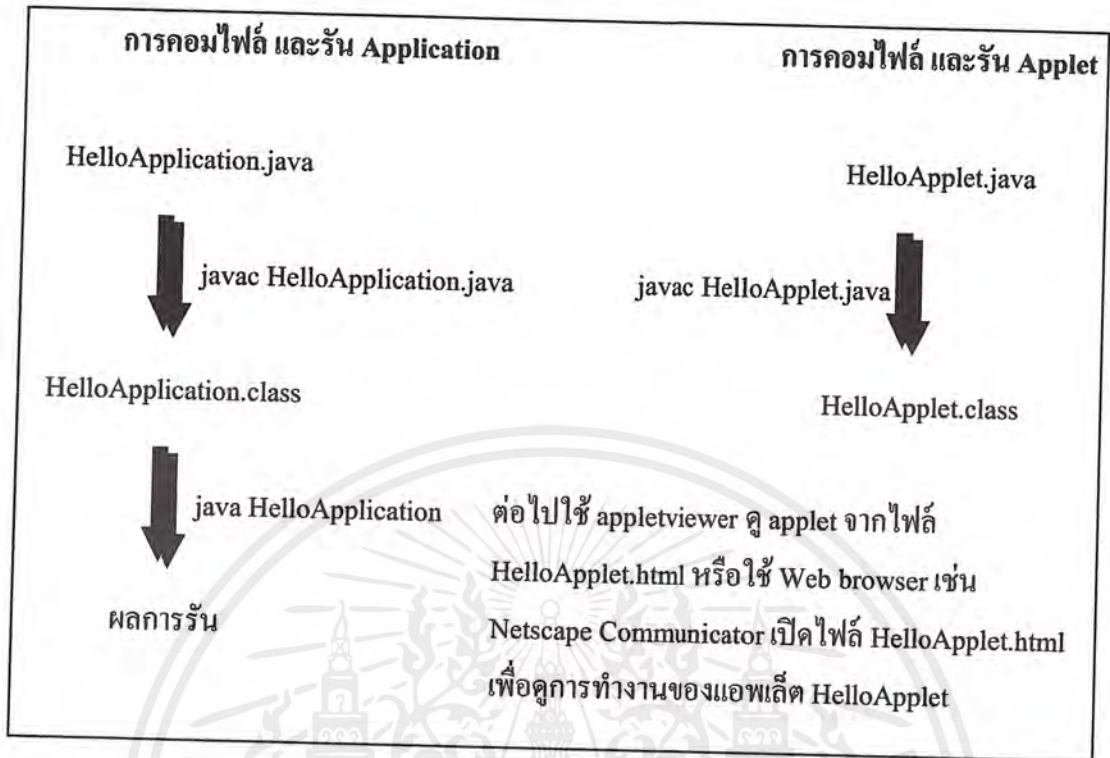 การคอมไฟล์ และรัน Application
HelloApplication.java
javac HelloApplication.java
HelloApplication.class
java HelloApplication
ผลการรัน
การคอมไฟล์ และรัน Applet
HelloApplet.java
javac HelloApplet.java
HelloApplet.class
ต่อไปใช้ appletviewer ดู applet จากไฟล์
HelloApplet.html หรือใช้ Web browser เช่น
Netscape Communicator เปิดไฟล์ HelloApplet.html
เพื่อดูการทำงานของแอพเล็ต HelloApplet